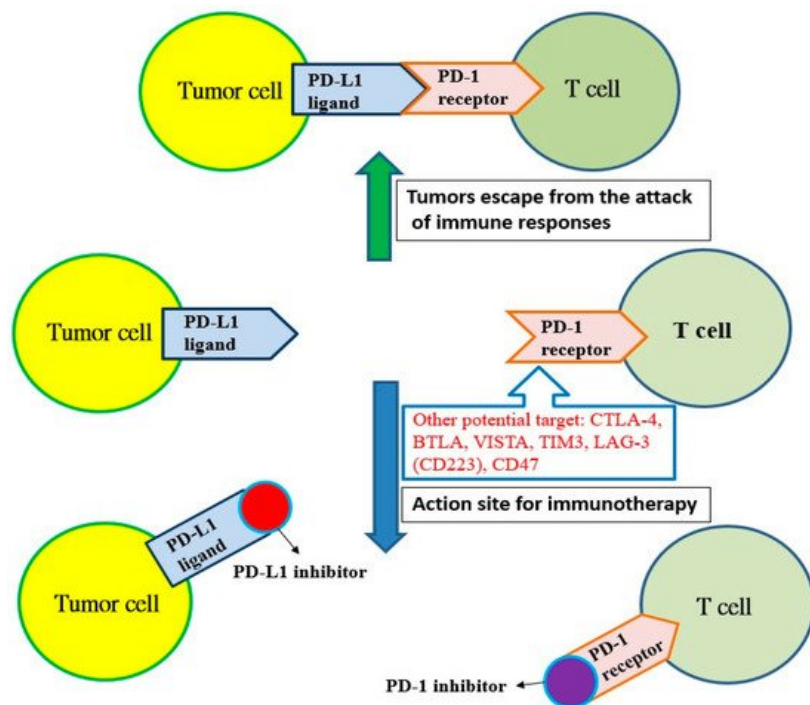 Tumor cell
PD-L1
ligand
PD-1
receptor
T cell
Tumors escape from the attack
of immune responses
Tumor cell
PD-L1
ligand
PD-1
receptor
T cell
Other potential target: CTLA-4,
BTLA, VISTA, TIM3, LAG-3
(CD223), CD47
Action site for immunotherapy
Tumor cell
PD-L1
ligand
PD-L1 inhibitor
T cell
PD-1
receptor
PD-1 inhibitor